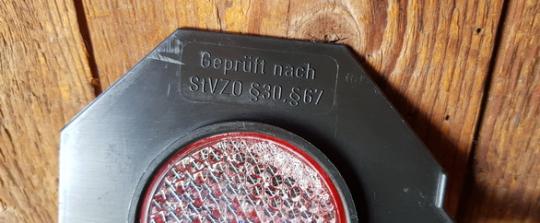 Geprüft nach
StVZO §30,§67